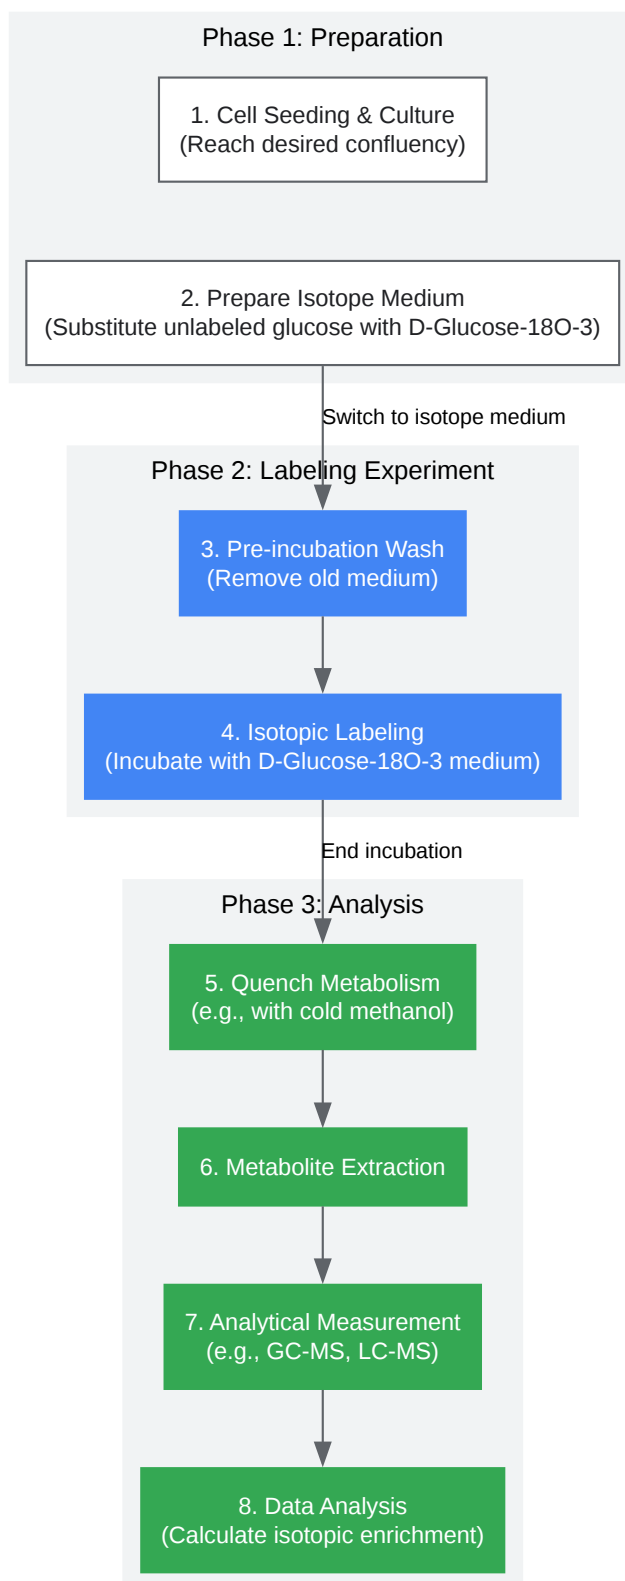 Phase 1: Preparation
1. Cell Seeding & Culture
(Reach desired confluency)
2. Prepare Isotope Medium
(Substitute unlabeled glucose with D-Glucose-18O-3)
Switch to isotope medium
Phase 2: Labeling Experiment
3. Pre-incubation Wash
(Remove old medium)
4. Isotopic Labeling
(Incubate with D-Glucose-18O-3 medium)
End incubation
Phase 3: Analysis
5. Quench Metabolism
(e.g., with cold methanol)
6. Metabolite Extraction
7. Analytical Measurement
(e.g., GC-MS, LC-MS)
8. Data Analysis
(Calculate isotopic enrichment)